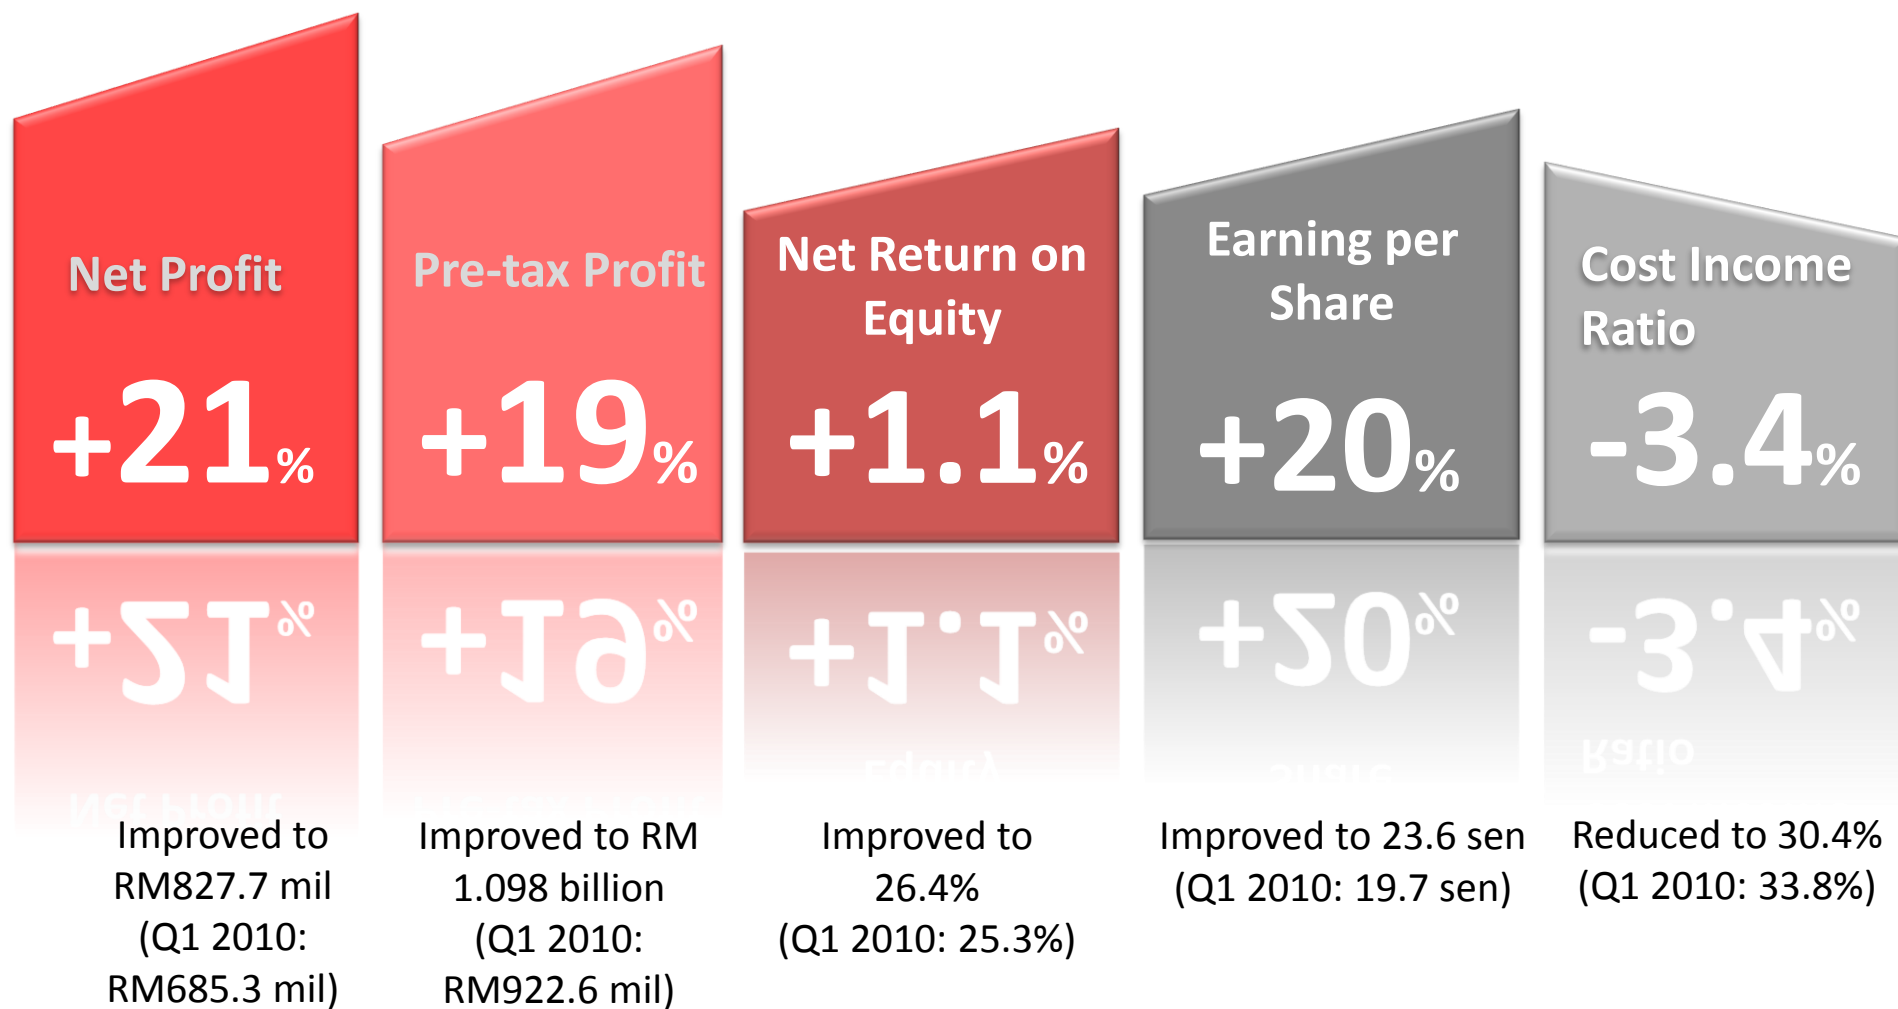 Net Profit
+21%
Pre-tax Profit
+19%
Net Return on
Equity
+1.1%
Earning per
Share
+20%
Cost Income
Ratio
-3.4%
Improved to
RM827.7 mil
(Q1 2010:
RM685.3 mil)
Improved to RM
1.098 billion
(Q1 2010:
RM922.6 mil)
Improved to
26.4%
(Q1 2010: 25.3%)
Improved to 23.6 sen
(Q1 2010: 19.7 sen)
Reduced to 30.4%
(Q1 2010: 33.8%)